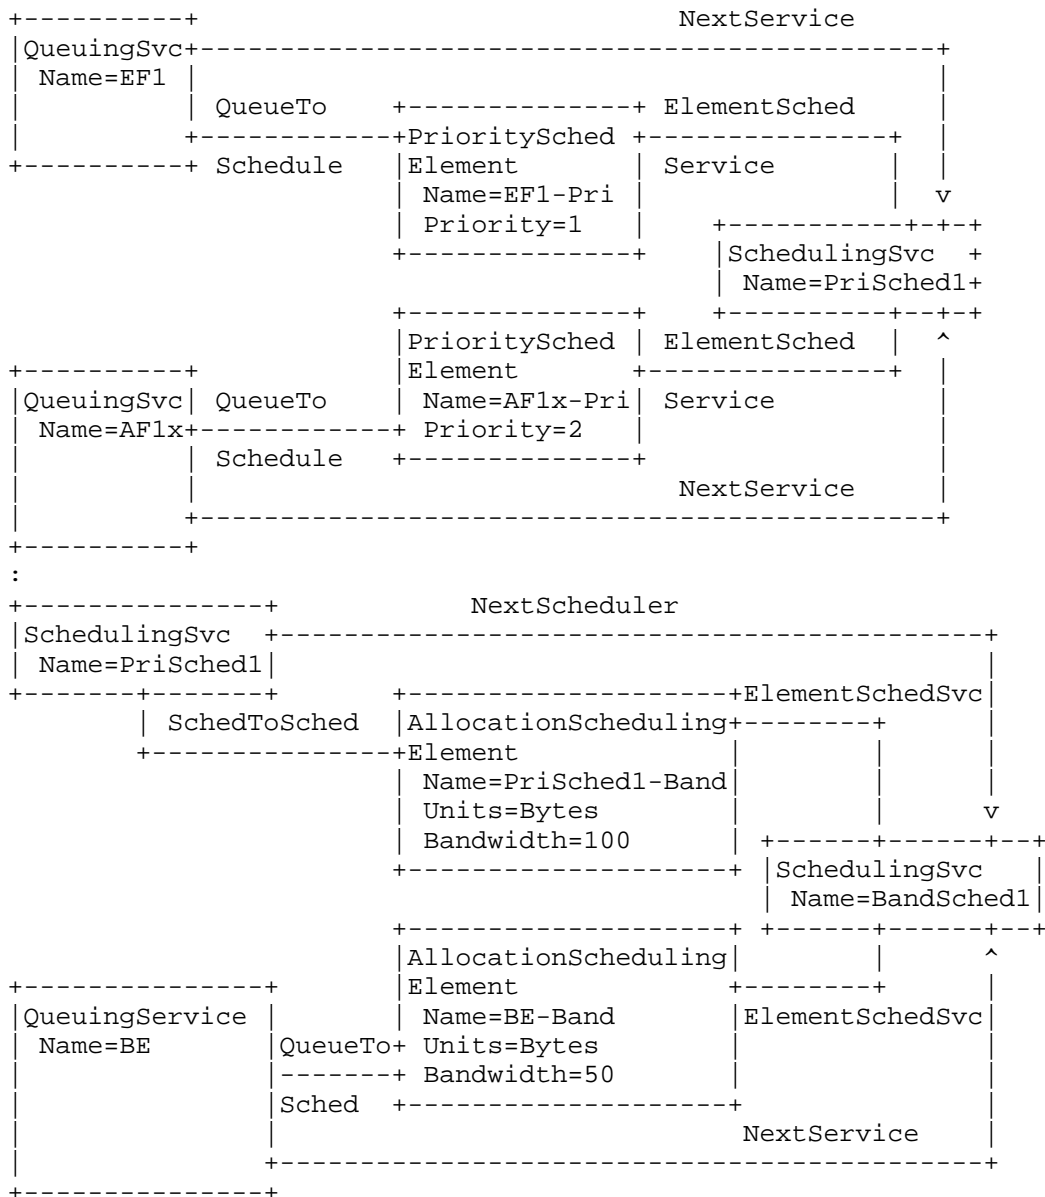 NextService
QueuingSvc
Name=EF1
QueueTo ElementSched
PrioritySched
Schedule Element Service
Name=EF1-Pri v
Priority=1
SchedulingSvc
Name=PriSched1
PrioritySched ElementSched ^
Element
QueuingSvc QueueTo Name=AF1x-Pri Service
Name=AF1x Priority=2
Schedule
NextService
:
NextScheduler
SchedulingSvc
Name=PriSched1
ElementSchedSvc
SchedToSched AllocationScheduling
Element
Name=PriSched1-Band
Units=Bytes v
Bandwidth=100
SchedulingSvc
Name=BandSched1
AllocationScheduling ^
Element
QueuingService Name=BE-Band ElementSchedSvc
Name=BE QueueTo Units=Bytes
Bandwidth=50
Sched
NextService